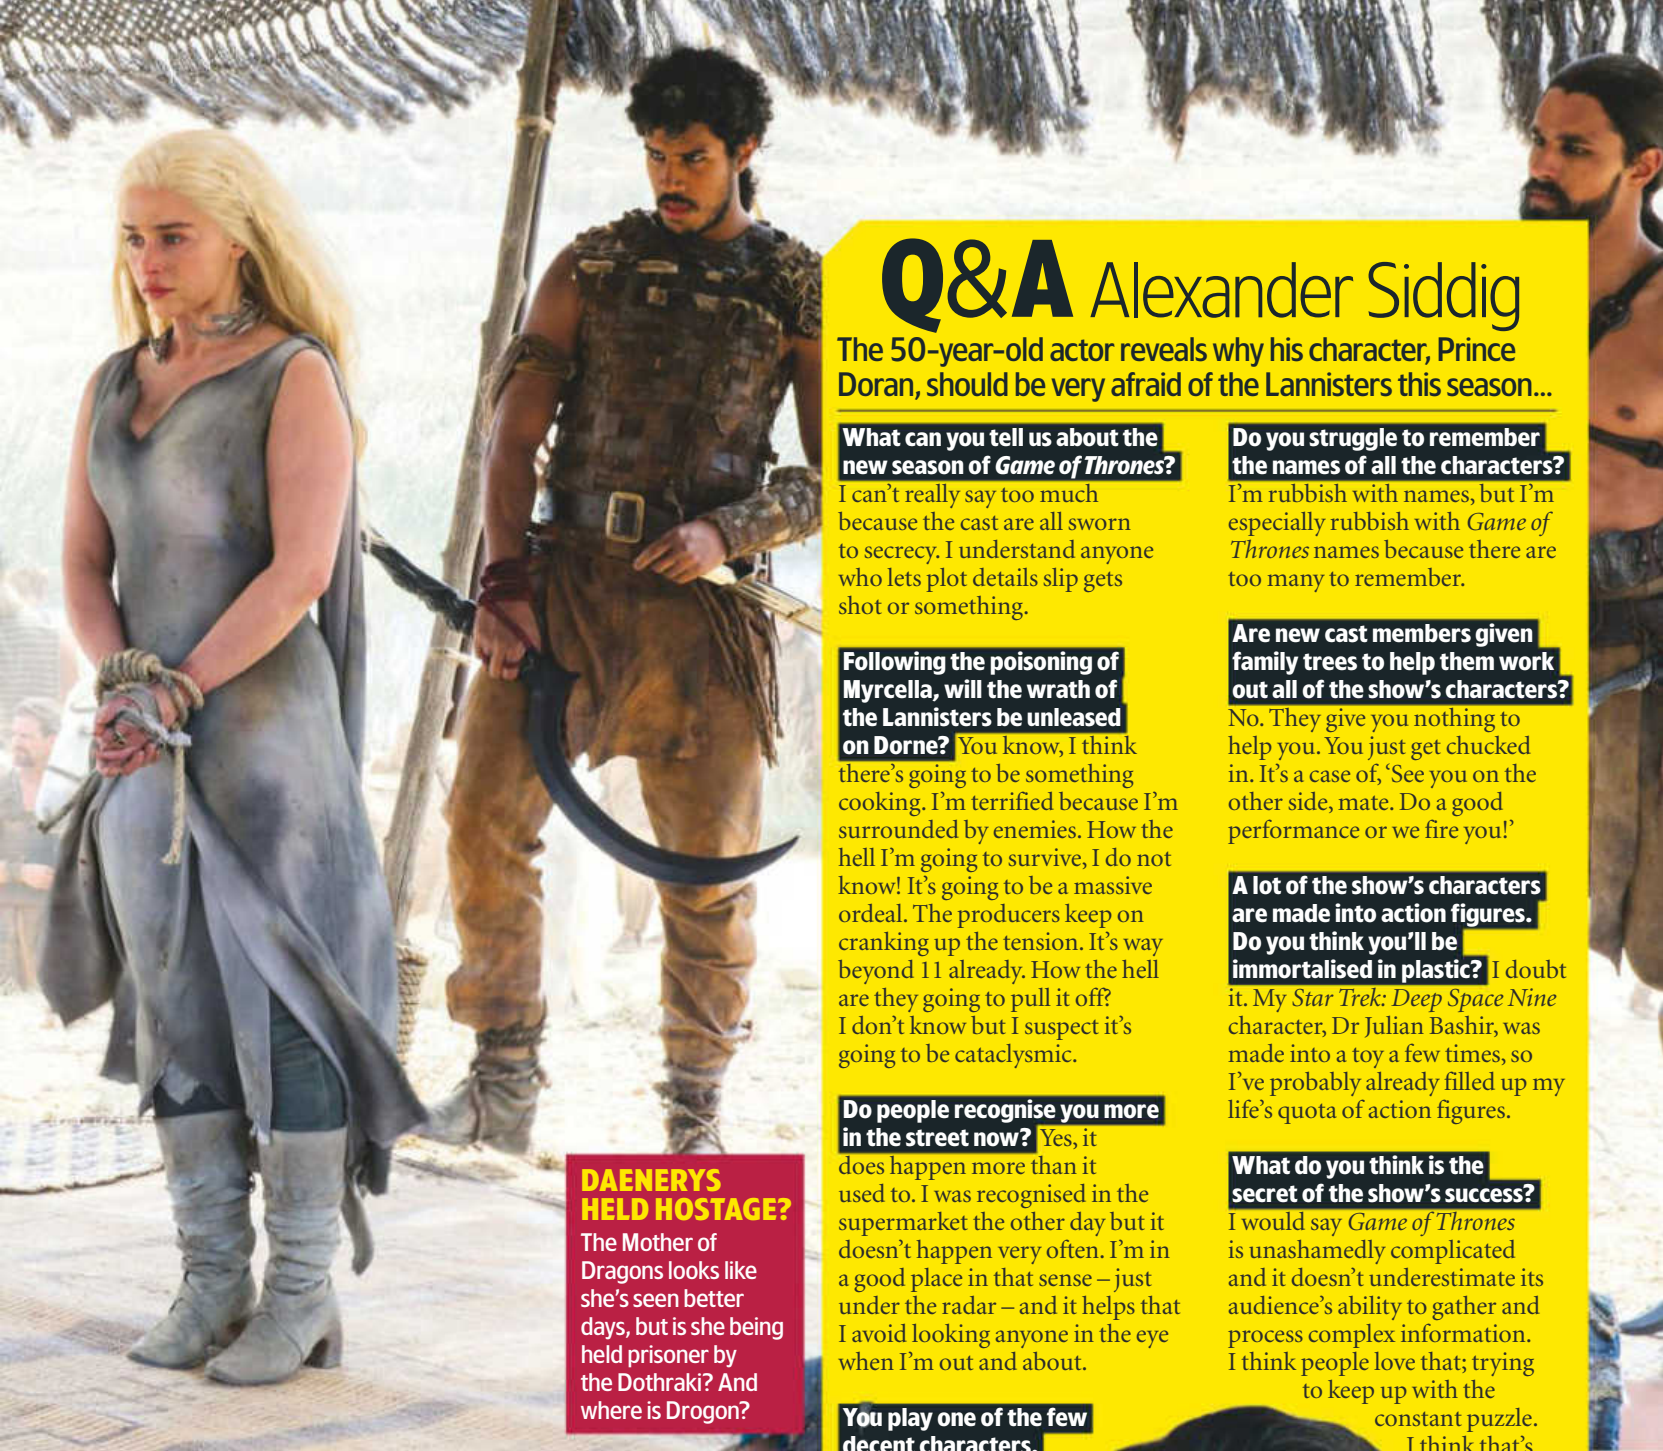 Q&A Alexander Siddig
The 50-year-old actor reveals why his character, Prince
Doran, should be very afraid of the Lannisters this season...
What can you tell us about the
new season of Game of Thrones?
I can't really say too much
because the cast are all sworn
to secrecy. I understand anyone
who lets plot details slip gets
shot or something.
Following the poisoning of
Myrcella, will the wrath of
the Lannisters be unleased
on Dorne? You know, I think
there's going to be something
cooking. I'm terrified because I'm
surrounded by enemies. How the
hell I'm going to survive, I do not
know! It's going to be a massive
ordeal. The producers keep on
cranking up the tension. It's way
beyond 11 already. How the hell
are they going to pull it off?
I don't know but I suspect it's
going to be cataclysmic.
Do people recognise you more
in the street now? Yes, it
does happen more than it
used to. I was recognised in the
supermarket the other day but it
doesn't happen very often. I'm in
a good place in that sense – just
under the radar – and it helps that
I avoid looking anyone in the eye
when I'm out and about.
You play one of the few
decent characters.
Do you struggle to remember
the names of all the characters?
I'm rubbish with names, but I'm
especially rubbish with Game of
Thrones names because there are
too many to remember.
Are new cast members given
family trees to help them work
out all of the show's characters?
No. They give you nothing to
help you. You just get chucked
in. It's a case of, 'See you on the
other side, mate. Do a good
performance or we fire you!'
A lot of the show's characters
are made into action figures.
Do you think you'll be
immortalised in plastic? I doubt
it. My Star Trek: Deep Space Nine
character, Dr Julian Bashir, was
made into a toy a few times, so
I've probably already filled up my
life's quota of action figures.
What do you think is the
secret of the show's success?
I would say Game of Thrones
is unashamedly complicated
and it doesn't underestimate its
audience's ability to gather and
process complex information.
I think people love that; trying
to keep up with the
constant puzzle.
I think that's
DAENERYS
HELD HOSTAGE?
The Mother of
Dragons looks like
she's seen better
days, but is she being
held prisoner by
the Dothraki? And
where is Drogon?